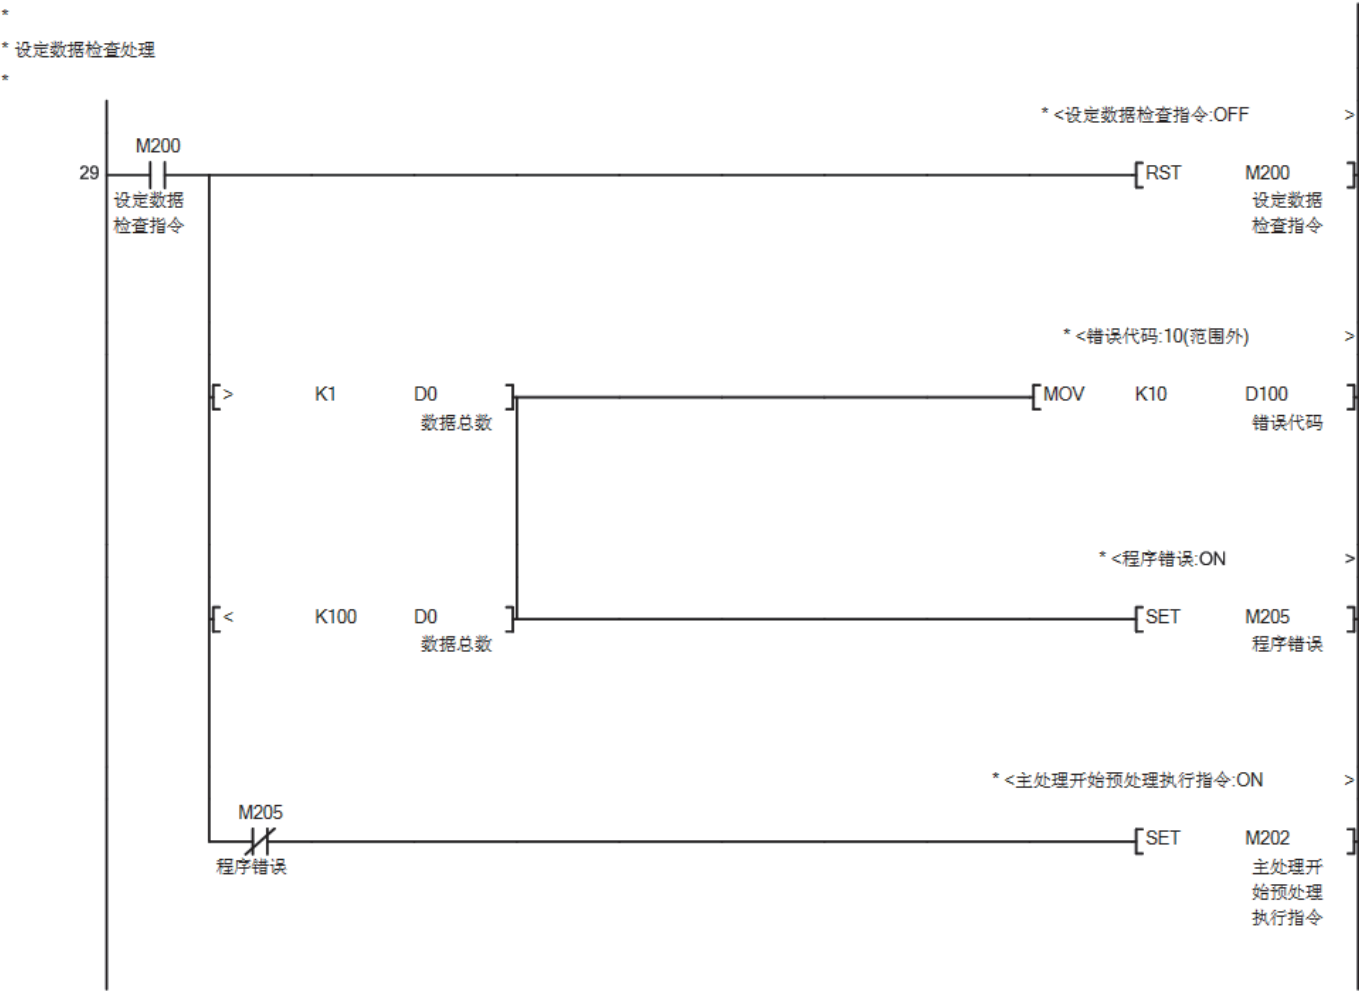 *
* 设定数据检查处理
*
* <设定数据检查指令:OFF >
M200
29
[RST M200 ]
设定数据
检查指令
设定数据
检查指令
* <错误代码:10(范围外) >
[> K1 D0 ]
[MOV K10 D100 ]
数据总数
错误代码
* <程序错误:ON >
[< K100 D0 ]
[SET M205 ]
数据总数
程序错误
* <主处理开始预处理执行指令:ON >
M205
[SET M202 ]
程序错误
主处理开
始预处理
执行指令